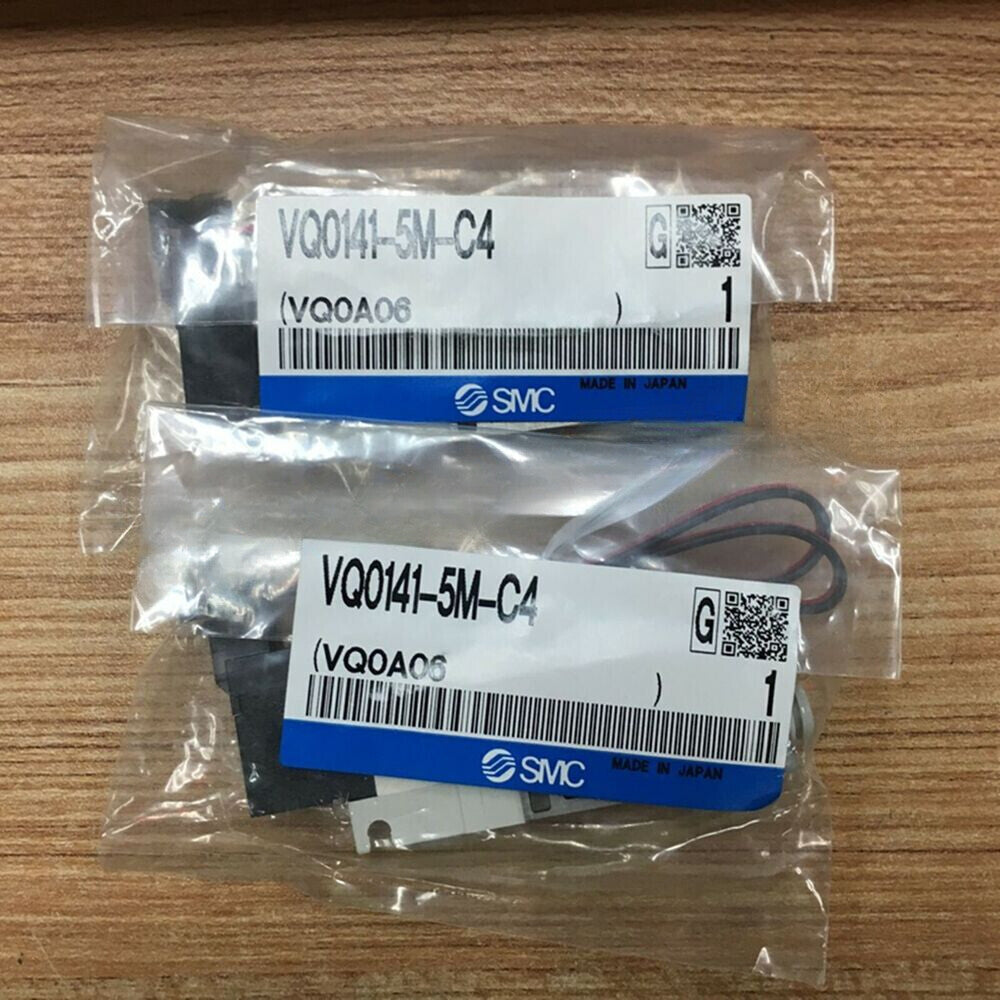 VQ0141-5M-C4
G
(VQ0A06 )
1
SMC
MADE IN JAPAN
VQ0141-5M-C4
G
(VQ0A06 )
1
SMC
MADE IN JAPAN